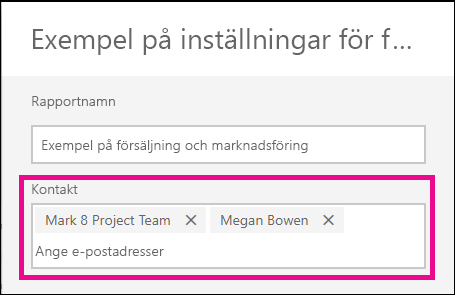 Exempel på inställningar för f...
Rapportnamn
Exempel på försäljning och marknadsföring
Kontakt
Mark 8 Project Team × Megan Bowen ×
Ange e-postadresser